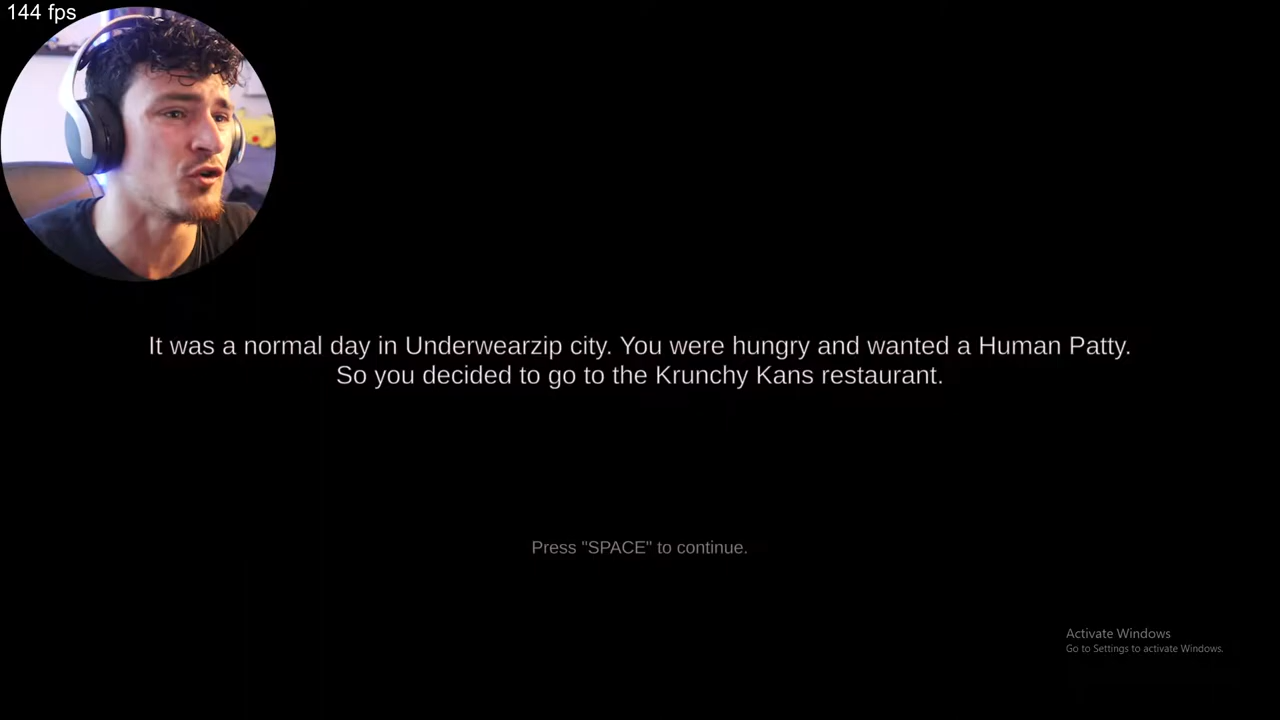 144 fps
It was a normal day in Underwearzip city. You were hungry and wanted a Human Patty.
So you decided to go to the Krunchy Kans restaurant.
Press "SPACE" to continue.
Activate Windows
Go to Settings to activate Windows.